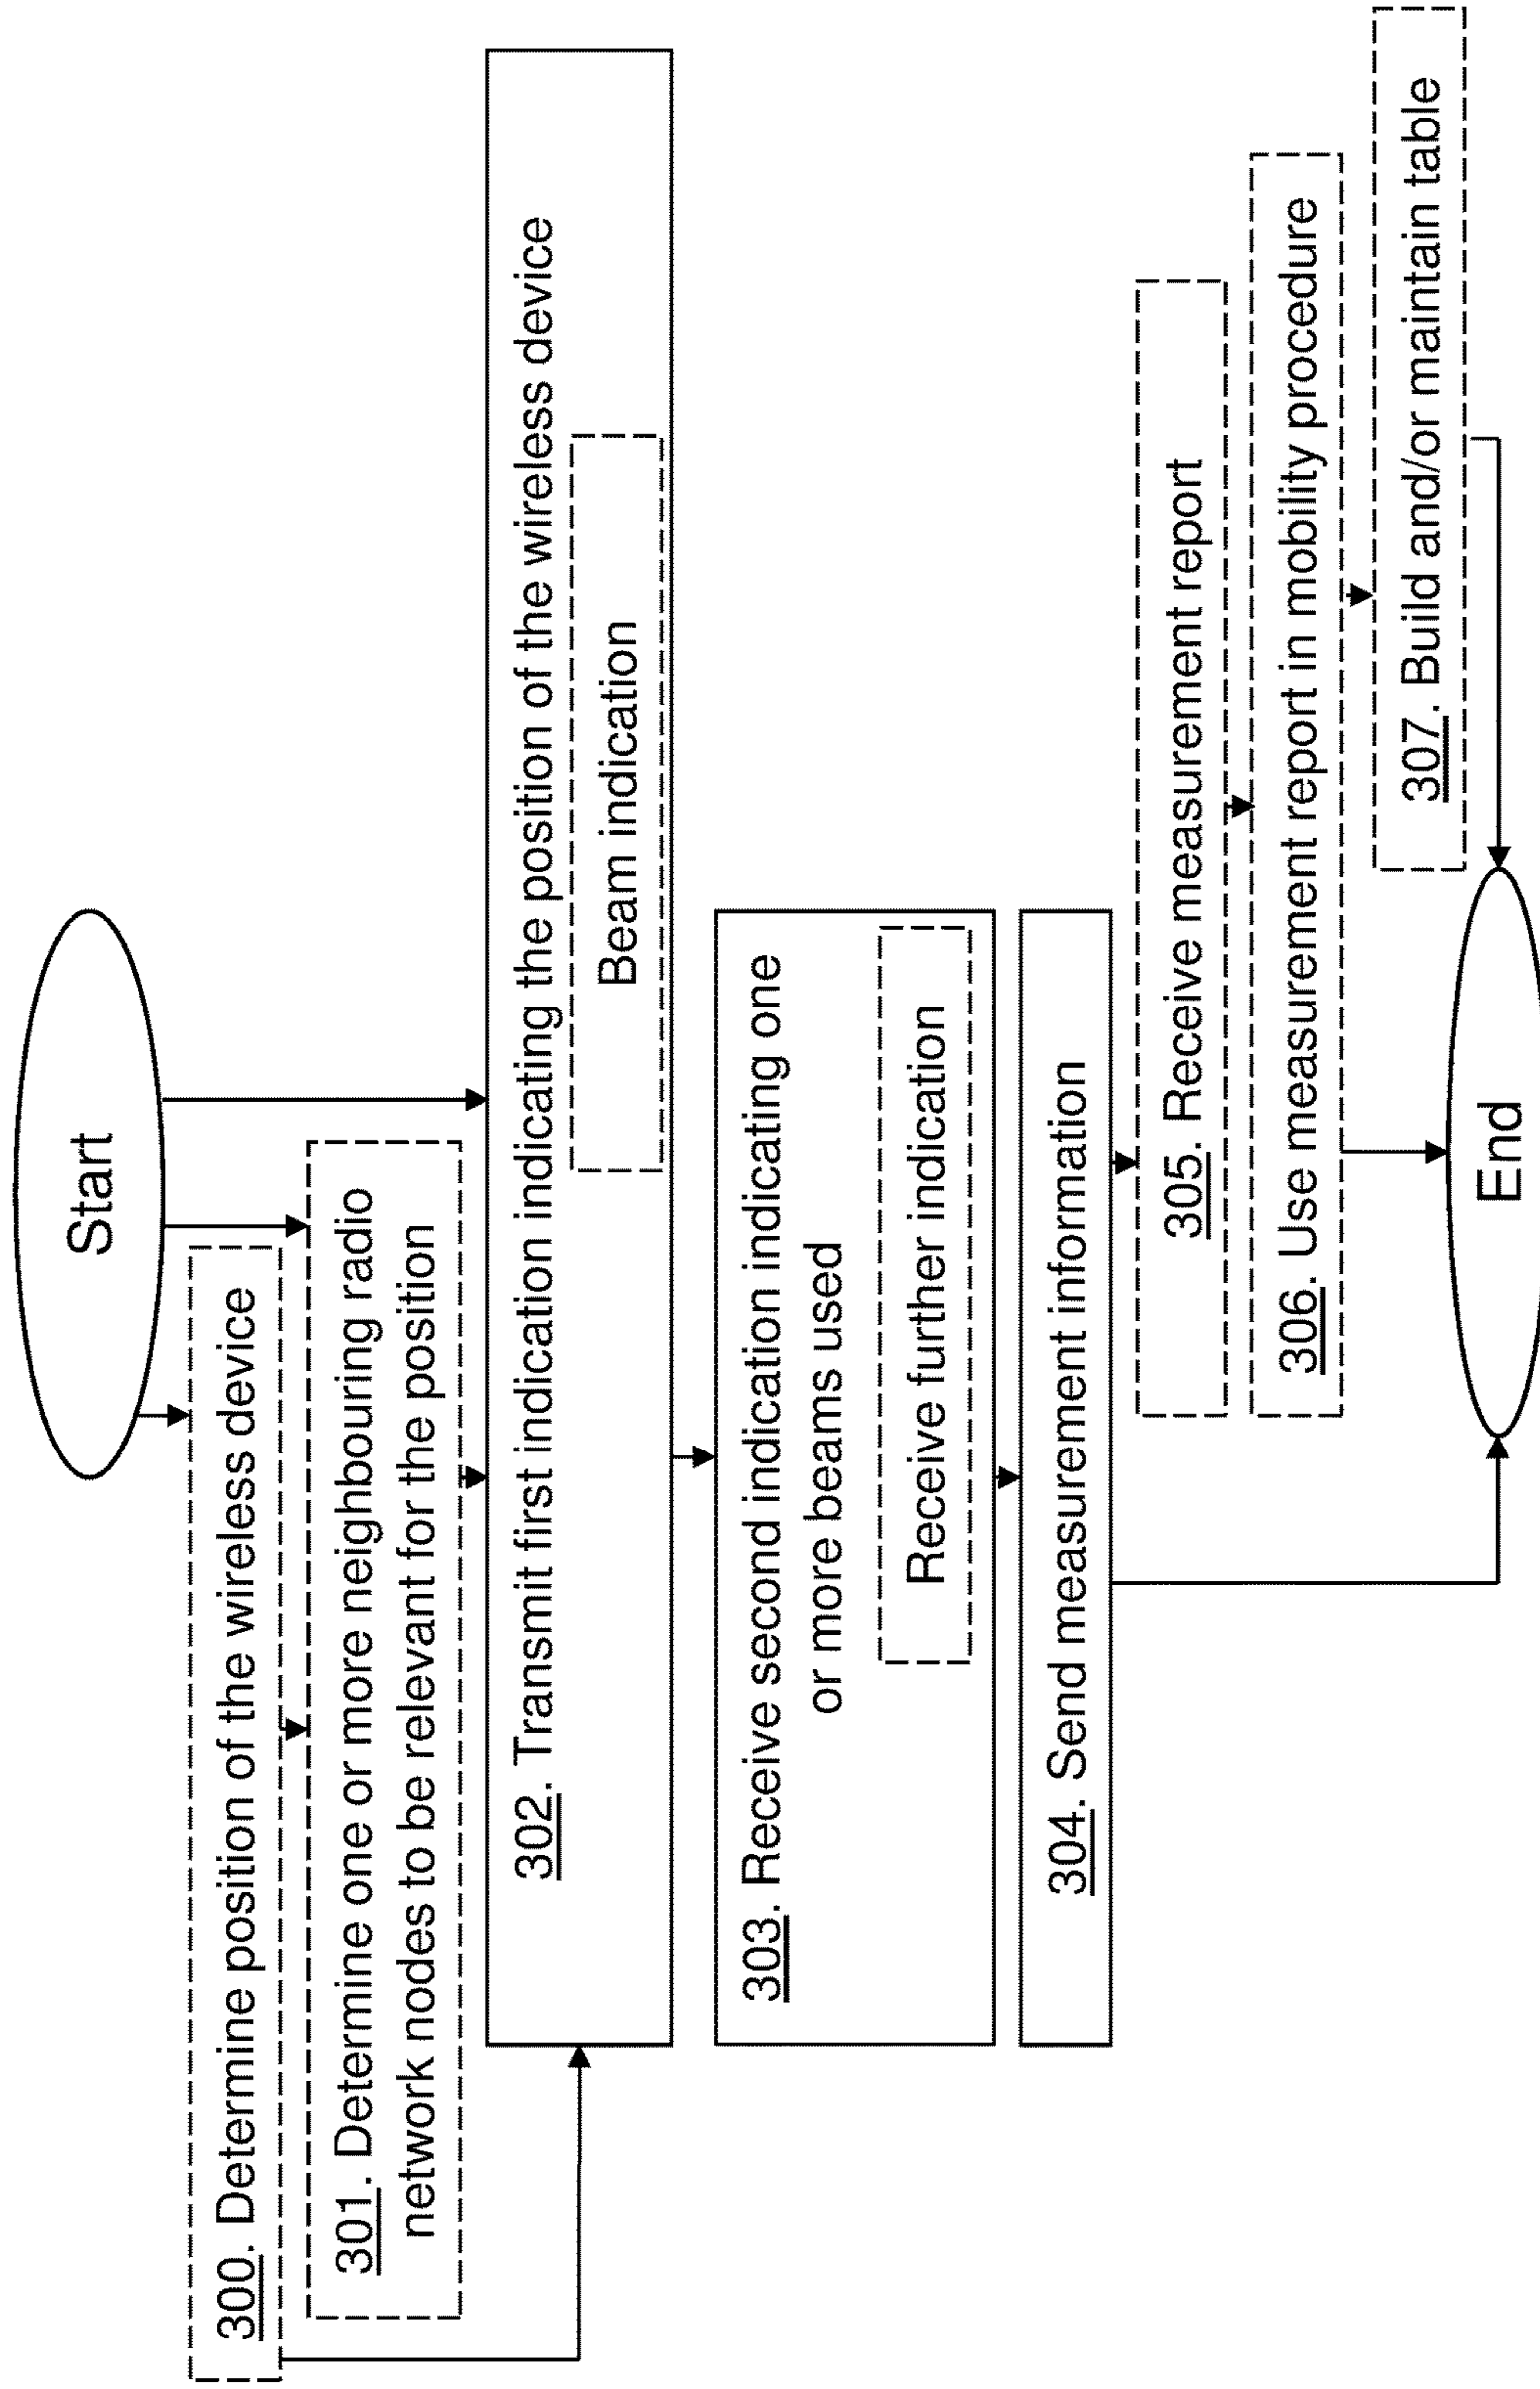 Start
300. Determine position of the wireless device
301. Determine one or more neighbouring radio
network nodes to be relevant for the position
302. Transmit first indication indicating the position of the wireless device
Beam indication
303. Receive second indication indicating one
or more beams used
Receive further indication
304. Send measurement information
305. Receive measurement report
306. Use measurement report in mobility procedure
307. Build and/or maintain table
End